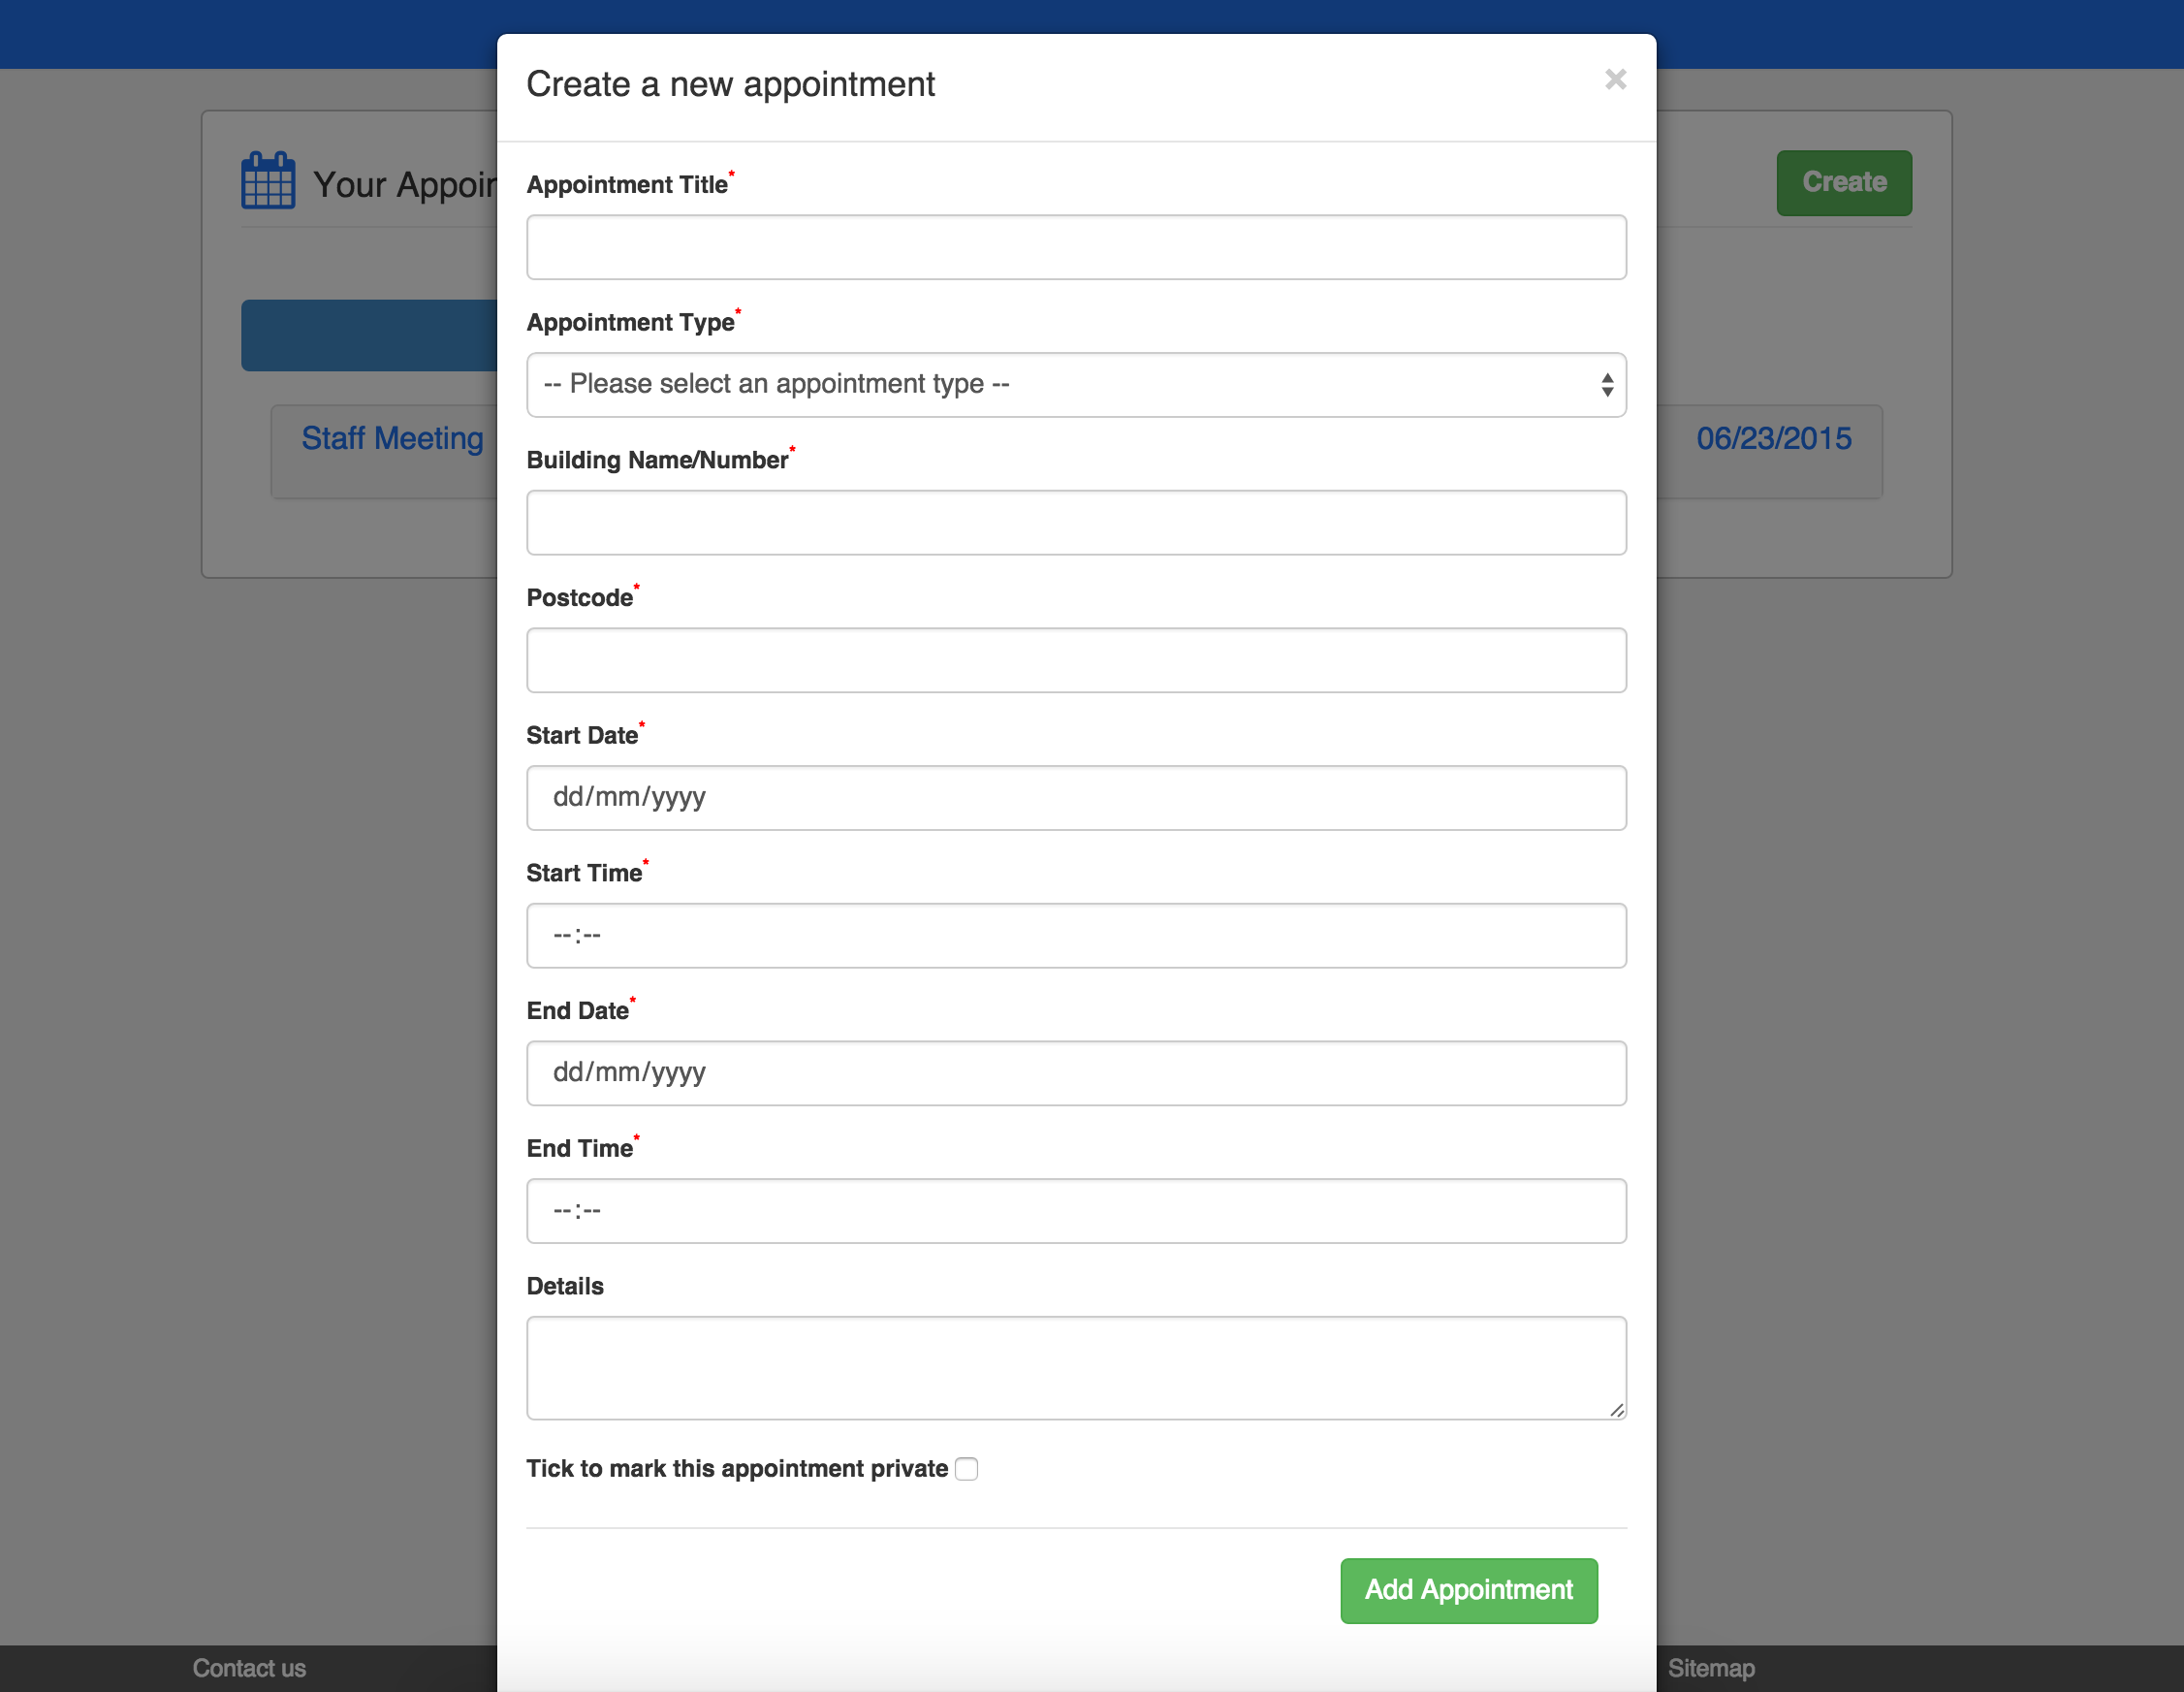 Create a new appointment ×
Your Appoin
Create
Appointment Title*
Appointment Type*
-- Please select an appointment type --
Staff Meeting
06/23/2015
Building Name/Number*
Postcode*
Start Date*
dd/mm/yyyy
Start Time*
--:--
End Date*
dd/mm/yyyy
End Time*
--:--
Details
Tick to mark this appointment private
Add Appointment
Contact us
Sitemap